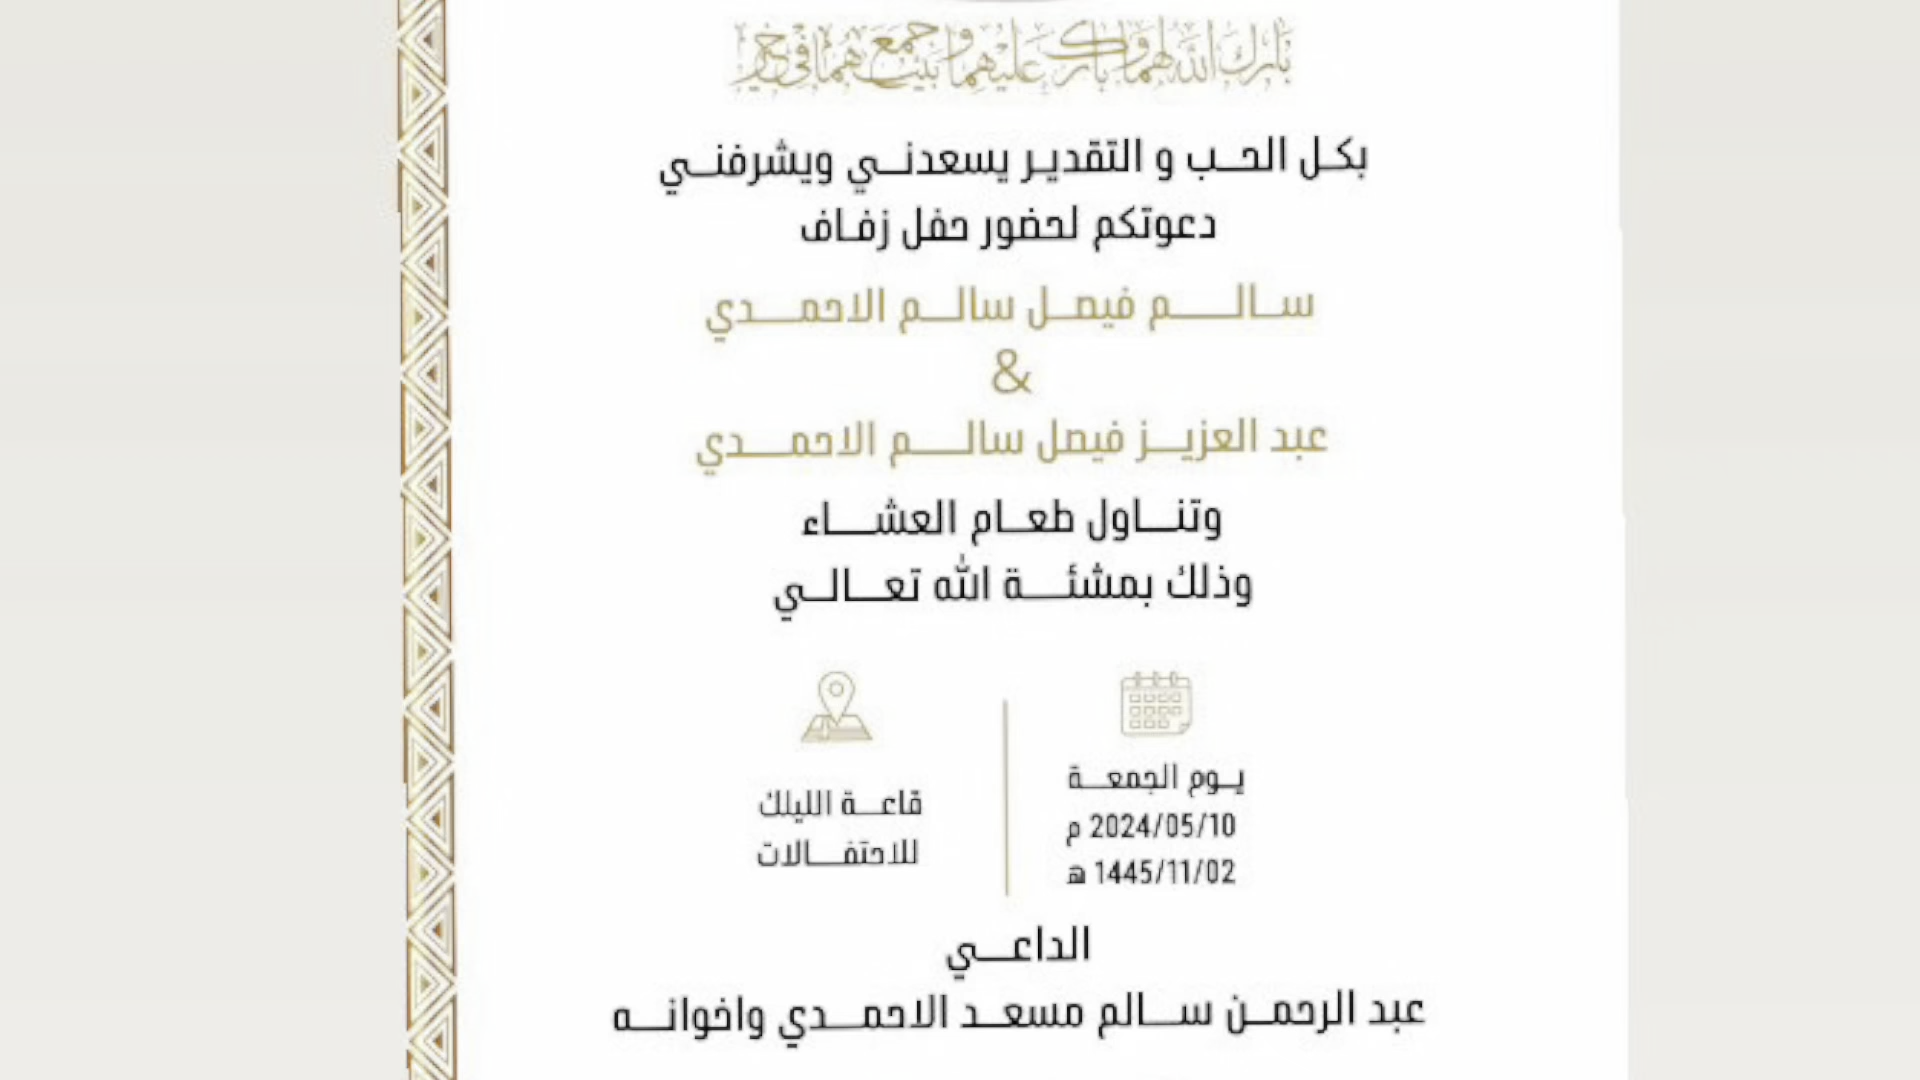 بارك الله لهما وبارك عليهما وجمع بينهما في خير
بكل الحب و التقدير يسعدني ويشرفني
دعوتكم لحضور حفل زفاف
سالم فيصل سالم الاحمدي
&
عبد العزيز فيصل سالم الاحمدي
وتناول طعام العشاء
وذلك بمشئة الله تعالي
يوم الجمعة
2024/05/10 م
1445/11/02 ه
قاعة الليلك
للاحتفالات
الداعي
عبد الرحمن سالم مسعد الاحمدي واخوانه